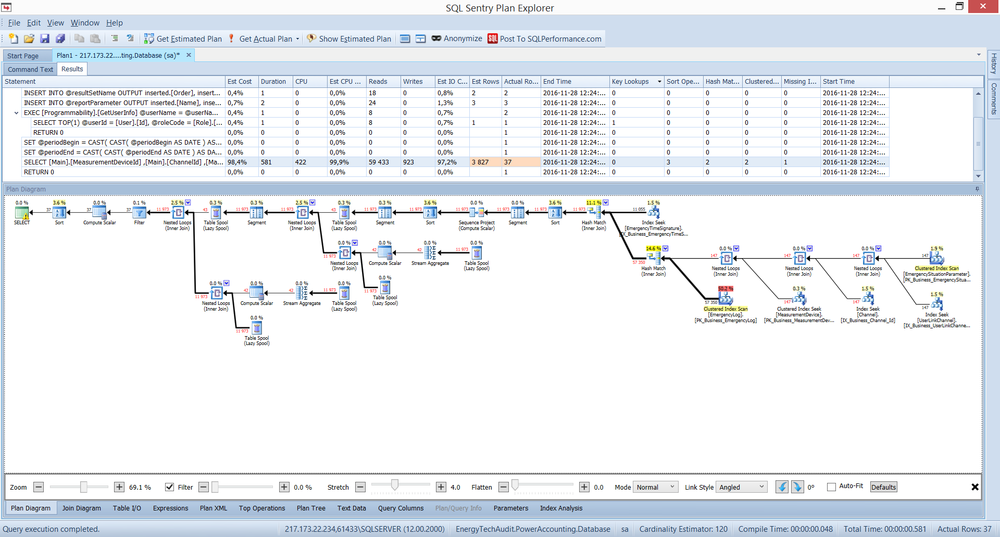 SQL Sentry Plan Explorer
File Edit View Window Help
Get Estimated Plan Get Actual Plan Show Estimated Plan Anonymize SQL Post To SQLPerformance.com
Start Page Plan1 - 217.173.22....ting.Database (sa)*
History
Comments
Command Text Results
Statement Est Cost Duration CPU Est CPU ... Reads Writes Est IO C... Est Rows Actual Ro... End Time Key Lookups Sort Ope... Hash Mat... Clustered... Missing I... Start Time
INSERT INTO @resultSetName OUTPUT inserted.[Order], insert... 0,4% 1 0 0,0% 18 0 0,8% 2 2 2016-11-28 12:24:... 0 0 0 0 0 2016-11-28 12:24:...
INSERT INTO @reportParameter OUTPUT inserted.[Name], inse... 0,7% 2 0 0,0% 24 0 1,3% 3 3 2016-11-28 12:24:... 0 0 0 0 0 2016-11-28 12:24:...
EXEC [Programmability].[GetUserInfo] @userName = @userNa... 0,4% 1 0 0,0% 8 0 0,7% 2 2016-11-28 12:24:... 0 0 0 0 0 2016-11-28 12:24:...
SELECT TOP(1) @userId = [User].[Id], @roleCode = [Role].[... 0,4% 1 0 0,0% 8 0 0,7% 1 1 2016-11-28 12:24:... 1 0 0 0 0 2016-11-28 12:24:...
RETURN 0 0,0% 0 0 0,0% 0 0 0,0% 1 2016-11-28 12:24:... 0 0 0 0 0 2016-11-28 12:24:...
SET @periodBegin = CAST( CAST( @periodBegin AS DATE ) AS... 0,0% 0 0 0,0% 0 0 0,0% 1 2016-11-28 12:24:... 0 0 0 0 0 2016-11-28 12:24:...
SET @periodEnd = CAST( CAST( @periodEnd AS DATE ) AS DA... 0,0% 0 0 0,0% 0 0 0,0% 1 2016-11-28 12:24:... 0 0 0 0 0 2016-11-28 12:24:...
SELECT [Main].[MeasurementDeviceId] ,[Main].[ChannelId] ,[Ma... 98,4% 581 422 99,9% 59 433 923 97,2% 3 827 37 2016-11-28 12:24:... 0 3 2 2 1 2016-11-28 12:24:...
RETURN 0 0,0% 0 0 0,0% 0 0 0,0% 1 2016-11-28 12:24:... 0 0 0 0 0 2016-11-28 12:24:...
Plan Diagram
0.0 % 3.6 % 0.0 % 0.1 % 2.5 % 0.3 % 0.3 % 2.5 % 0.3 % 0.3 % 3.6 % 0.0 % 0.0 % 3.6 % 11.1 % 1.5 %
37 37 37 11 973 43 11 973 11 973 43 11 973 11 973 11 973 11 973 11 973 11 973 11 055
SELECT Sort Compute Scalar Filter Nested Loops Table Spool Segment Nested Loops Table Spool Segment Sort Sequence Project Segment Sort Hash Match Index Seek
(Inner Join) (Lazy Spool) (Inner Join) (Lazy Spool) (Compute Scalar) (Inner Join) [EmergencyTimeSignature].
[IX_Business_EmergencyTimeS...
0.0 % 0.0 % 0.0 % 0.0 %
11 973 42 42 11 973
Nested Loops Compute Scalar Stream Aggregate Table Spool
(Inner Join) (Lazy Spool)
14.6 % 0.0 % 0.0 % 0.0 % 1.9 %
57 350 147 147 147 147
Hash Match Nested Loops Nested Loops Nested Loops Clustered Index Scan
(Inner Join) (Inner Join) (Inner Join) (Inner Join) [EmergencySituationParameter].
[PK_Business_EmergencySitua...
0.0 %
11 973
Table Spool
(Lazy Spool)
0.0 % 0.0 % 0.0 % 0.0 %
11 973 42 42 11 973
Nested Loops Compute Scalar Stream Aggregate Table Spool
(Inner Join) (Lazy Spool)
50.2 % 0.3 % 1.5 % 1.5 %
57 350 147 147 147
Clustered Index Scan Clustered Index Seek Index Seek Index Seek
[EmergencyLog]. [MeasurementDevice]. [Channel]. [UserLinkChannel].
[PK_Business_EmergencyLog] [PK_Business_MeasurementDev... [IX_Business_Channel_Id] [IX_Business_UserLinkChanne...
0.0 %
11 973
Table Spool
(Lazy Spool)
Zoom 69.1 % Filter 0.0 % Stretch 4.0 Flatten 0.0 Mode Normal Link Style Angled 0° Auto-Fit Defaults
Plan Diagram Join Diagram Table I/O Expressions Plan XML Top Operations Plan Tree Text Data Query Columns Plan/Query Info Parameters Index Analysis
Query execution completed. 217.173.22.234,61433\SQLSERVER (12.00.2000) EnergyTechAudit.PowerAccounting.Database sa Cardinality Estimator: 120 Compile Time: 00:00:00.048 Total Time: 00:00:00.581 Actual Rows: 37